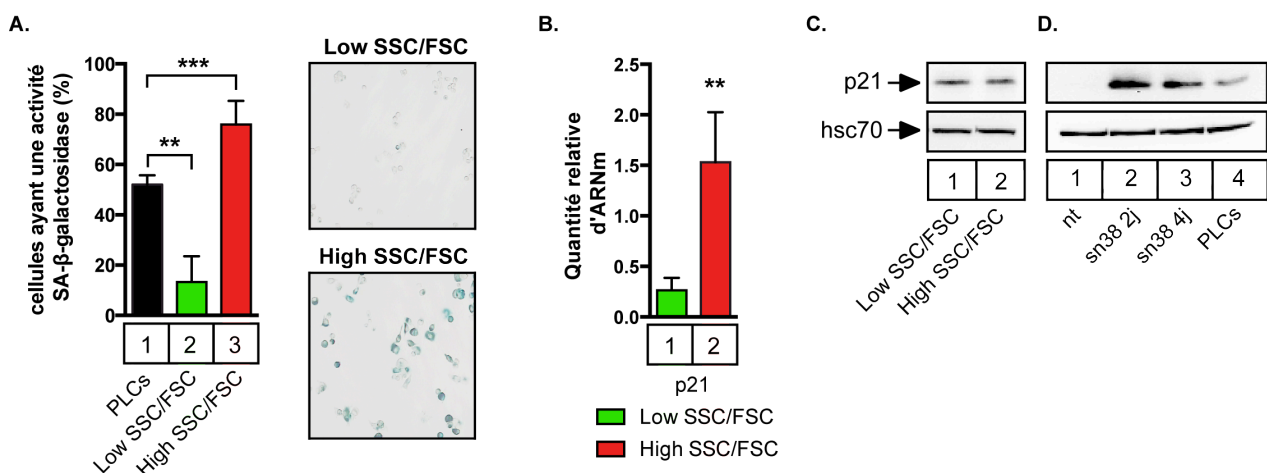 A.
cellules ayant une activité
SA-β-galactosidase (%)
100
80
60
40
20
0
***
**
1 2 3
PLCs
Low SSC/FSC
High SSC/FSC
Low SSC/FSC
High SSC/FSC
B.
Quantité relative
d'ARNm
2.5
2.0
1.5
1.0
0.5
0.0
**
1 2
p21
Low SSC/FSC
High SSC/FSC
C.
p21
hsc70
1 2
Low SSC/FSC
High SSC/FSC
D.
1 2 3 4
nt
sn38 2j
sn38 4j
PLCs